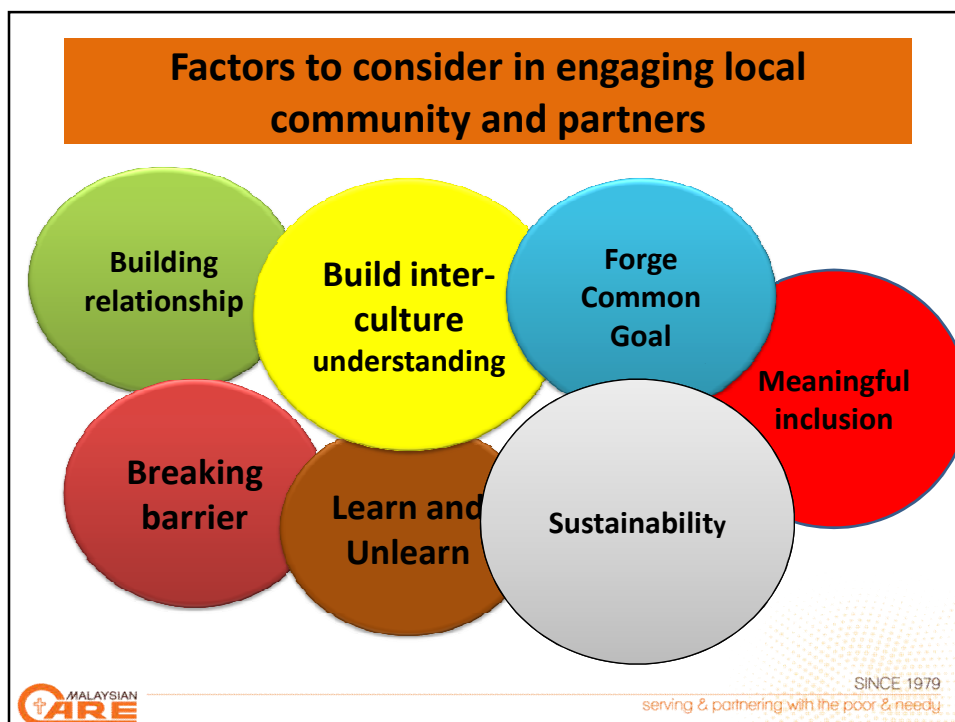 Factors to consider in engaging local
community and partners
Building
relationship
Build inter-
culture
understanding
Forge
Common
Goal
Meaningful
inclusion
Breaking
barrier
Learn and
Unlearn
Sustainability
MALAYSIAN
CARE
SINCE 1979
serving & partnering with the poor & needy